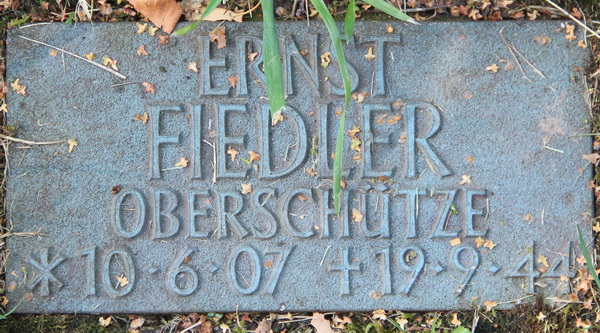 ERNST
FIEDLER
OBERSCHÜTZE
* 10·6·07 † 19·9·44